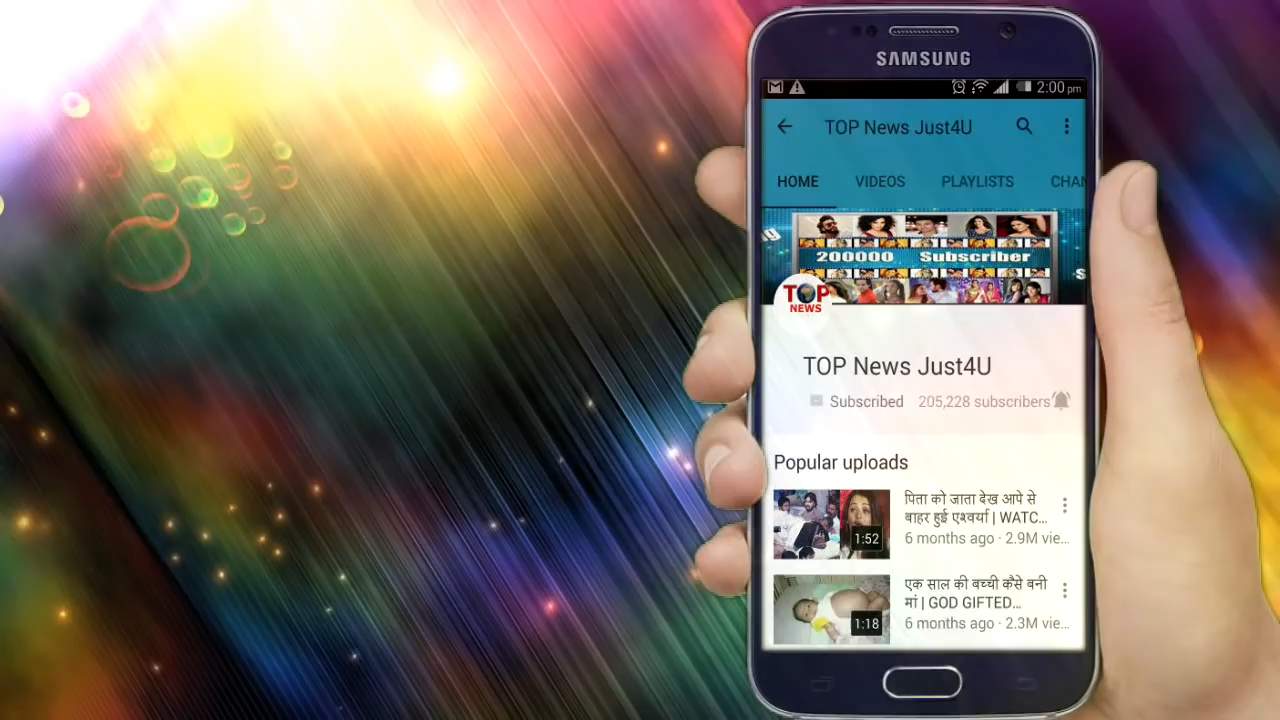 SAMSUNG
2:00 pm
TOP News Just4U
HOME VIDEOS PLAYLISTS CHAN
200000 Subscriber
TOP
NEWS
TOP News Just4U
Subscribed 205,228 subscribers
Popular uploads
पिता को जाता देख आपे से
बाहर हुई एश्वर्या | WATC...
1:52
6 months ago · 2.9M vie...
एक साल की बच्ची कैसे बनी
मां | GOD GIFTED...
1:18
6 months ago · 2.3M vie...